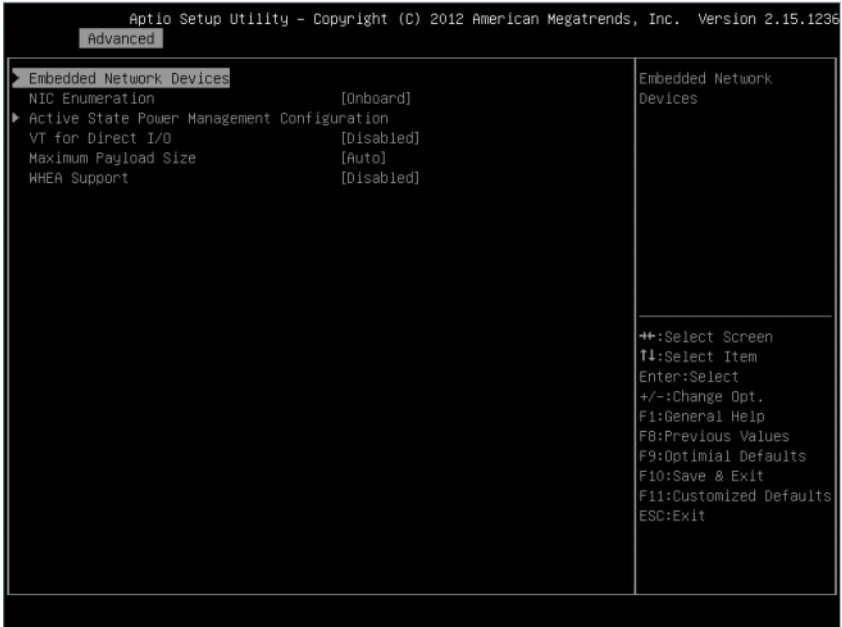 Aptio Setup Utility – Copyright (C) 2012 American Megatrends, Inc. Version 2.15.1236
Advanced
Embedded Network Devices
NIC Enumeration [Onboard]
Active State Power Management Configuration
VT for Direct I/O [Disabled]
Maximum Payload Size [Auto]
WHEA Support [Disabled]
Embedded Network
Devices
→←:Select Screen
↑↓:Select Item
Enter:Select
+/-:Change Opt.
F1:General Help
F8:Previous Values
F9:Optimial Defaults
F10:Save & Exit
F11:Customized Defaults
ESC:Exit